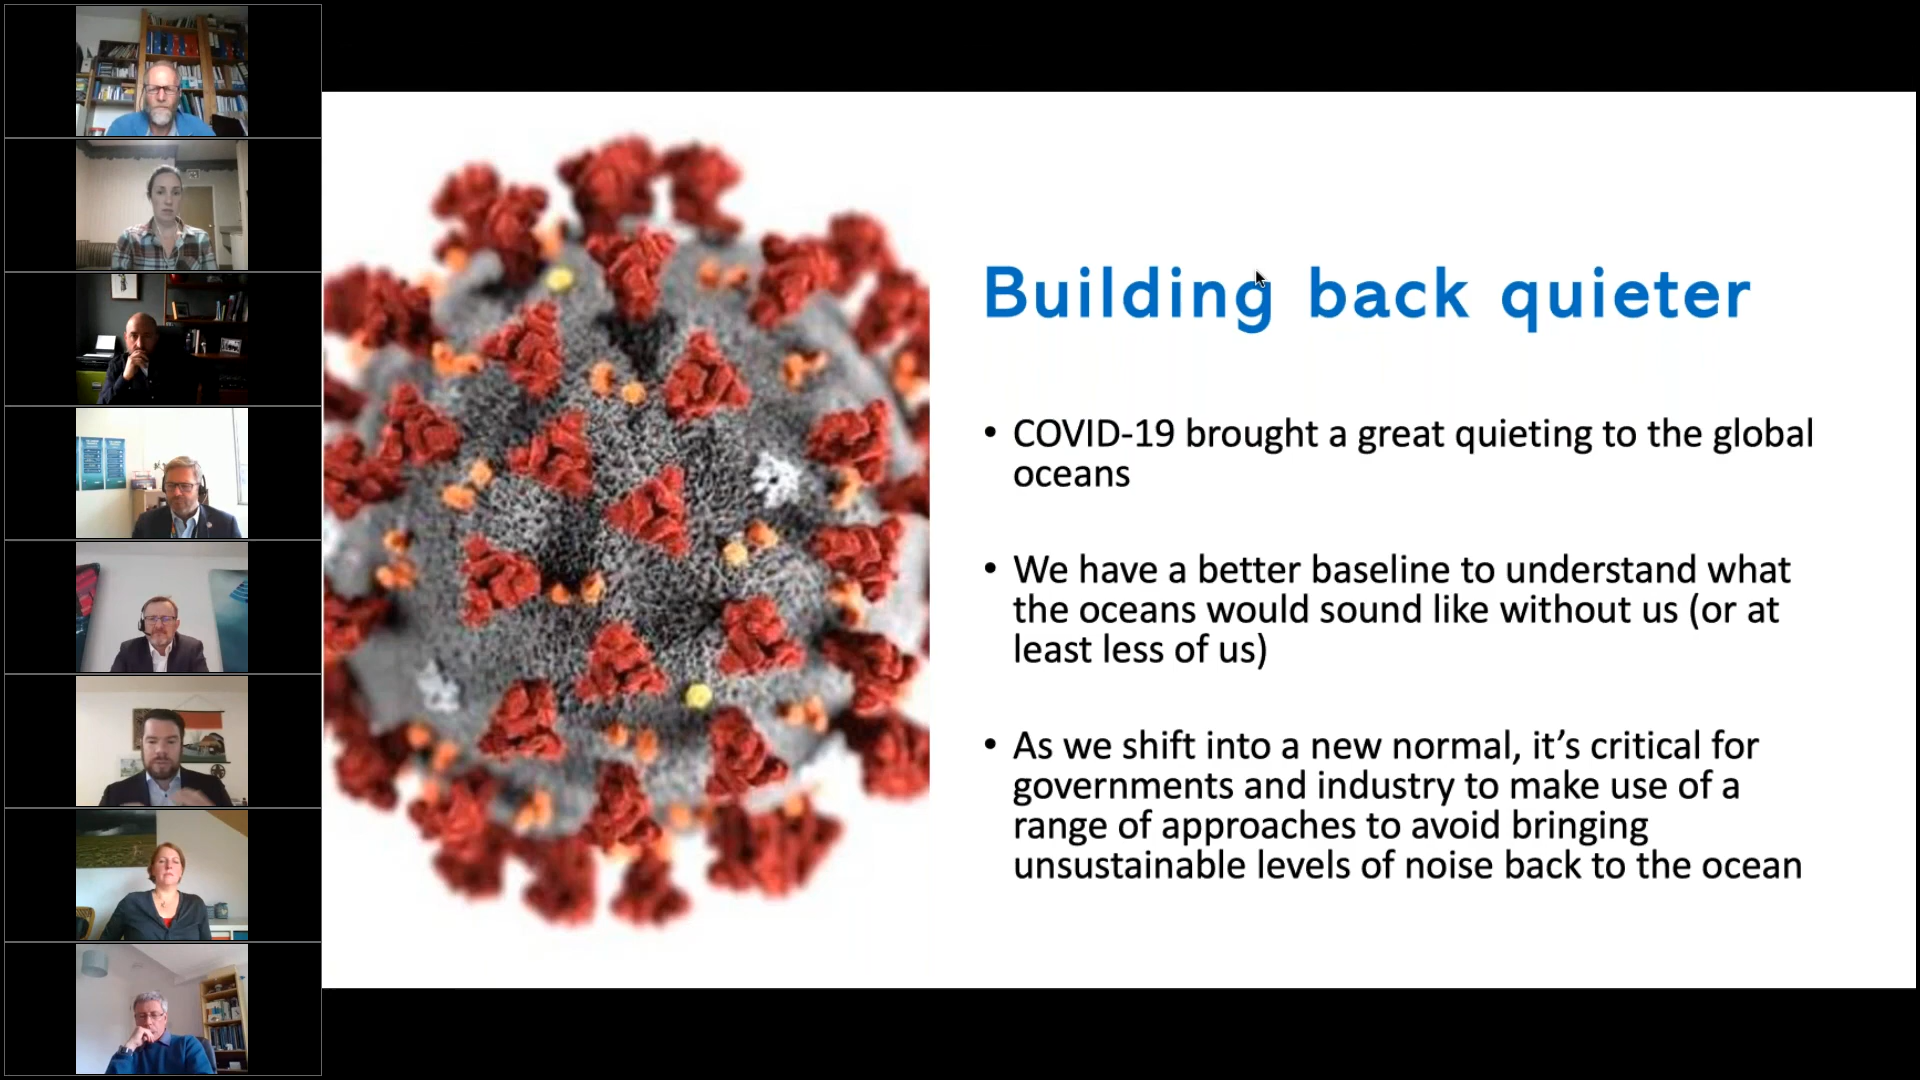 Building back quieter
• COVID-19 brought a great quieting to the global
oceans
• We have a better baseline to understand what
the oceans would sound like without us (or at
least less of us)
• As we shift into a new normal, it’s critical for
governments and industry to make use of a
range of approaches to avoid bringing
unsustainable levels of noise back to the ocean